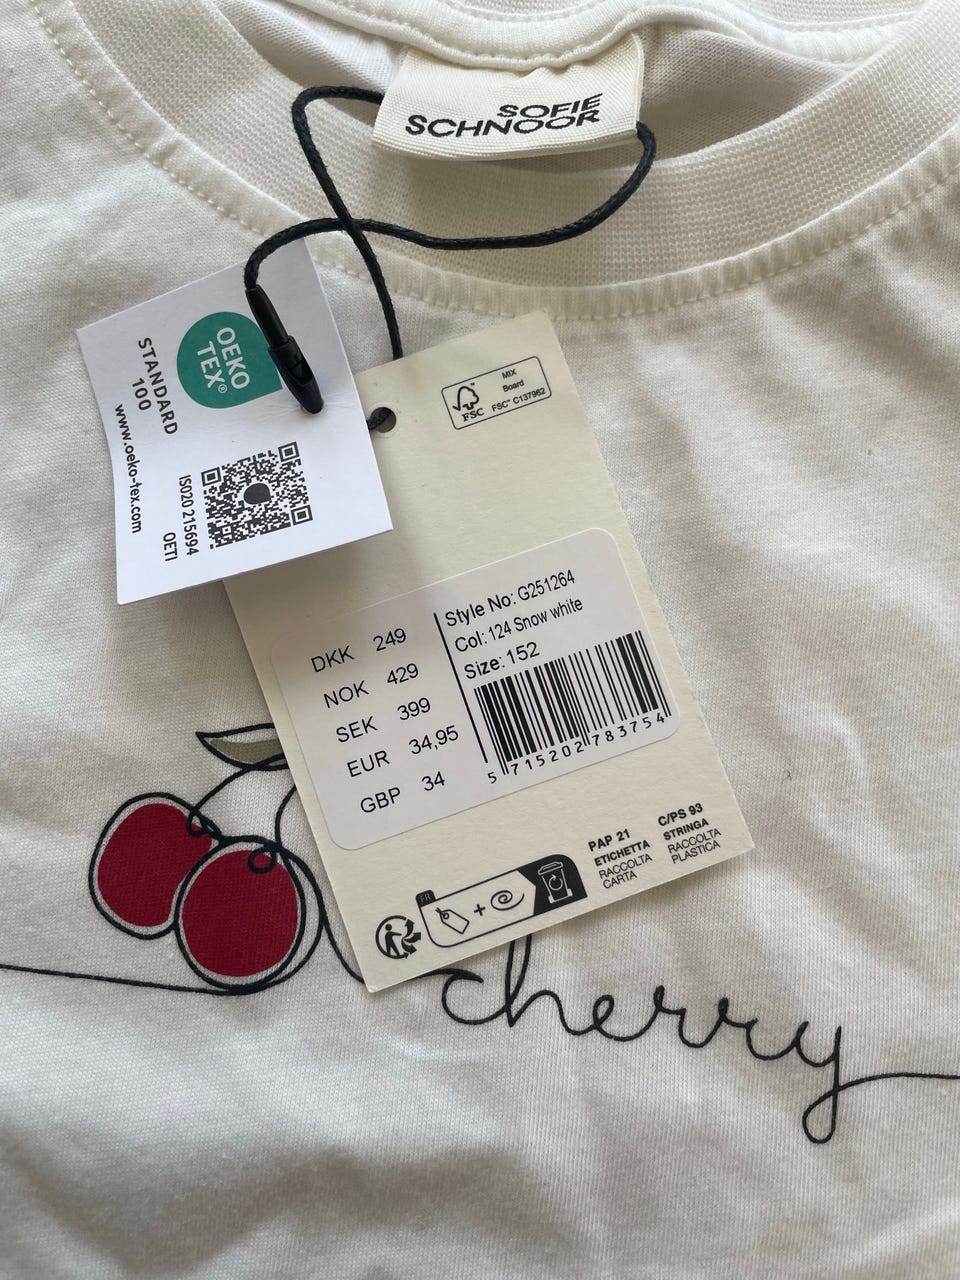 SOFIE
SCHNOOR
OEKO
TEX®
STANDARD
100
www.oeko-tex.com
IS020 215694
OETI
FSC™
FSC
MIX
Board
FSC™ C137962
DKK 249
NOK 429
SEK 399
EUR 34,95
GBP 34
Style No: G251264
Col: 124 Snow white
Size: 152
5 715202 783754
FR
+
PAP 21
ETICHETTA
RACCOLTA
CARTA
C/PS 93
STRINGA
RACCOLTA
PLASTICA
cherry